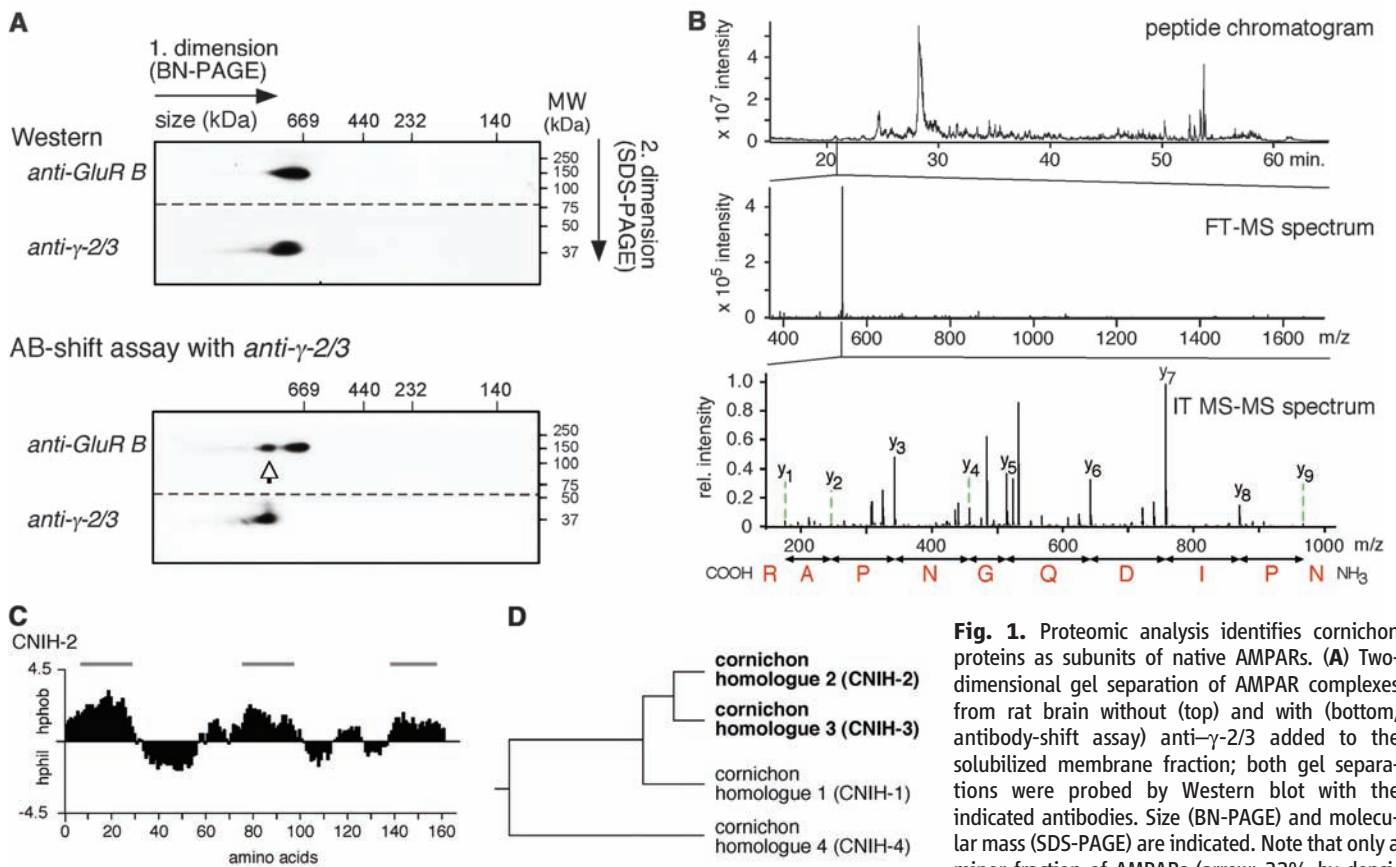 A
1. dimension
(BN-PAGE)
size (kDa)
669 440 232 140
MW
(kDa)
Western
anti-GluR B
anti-γ-2/3
250
150
100
75
50
37
2. dimension
(SDS-PAGE)
AB-shift assay with anti-γ-2/3
669 440 232 140
anti-GluR B
anti-γ-2/3
250
150
100
75
50
37
B
peptide chromatogram
x 10⁷ intensity
4
2
0
20 30 40 50 60 min.
FT-MS spectrum
x 10⁵ intensity
4
2
0
400 600 800 1000 1200 1400 1600 m/z
IT MS-MS spectrum
rel. intensity
1.0
0.8
0.6
0.4
0.2
0
y₁ y₂ y₃ y₄ y₅ y₆ y₇ y₈ y₉
200 400 600 800 1000 m/z
COOH R A P N G Q D I P N NH₃
C
CNIH-2
4.5
hphob
hphil
-4.5
0 20 40 60 80 100 120 140 160
amino acids
D
cornichon
homologue 2 (CNIH-2)
cornichon
homologue 3 (CNIH-3)
cornichon
homologue 1 (CNIH-1)
cornichon
homologue 4 (CNIH-4)
Fig. 1. Proteomic analysis identifies cornichon
proteins as subunits of native AMPARs. (A) Two-
dimensional gel separation of AMPAR complexes
from rat brain without (top) and with (bottom,
antibody-shift assay) anti–γ-2/3 added to the
solubilized membrane fraction; both gel separa-
tions were probed by Western blot with the
indicated antibodies. Size (BN-PAGE) and molecu-
lar mass (SDS-PAGE) are indicated. Note that only a